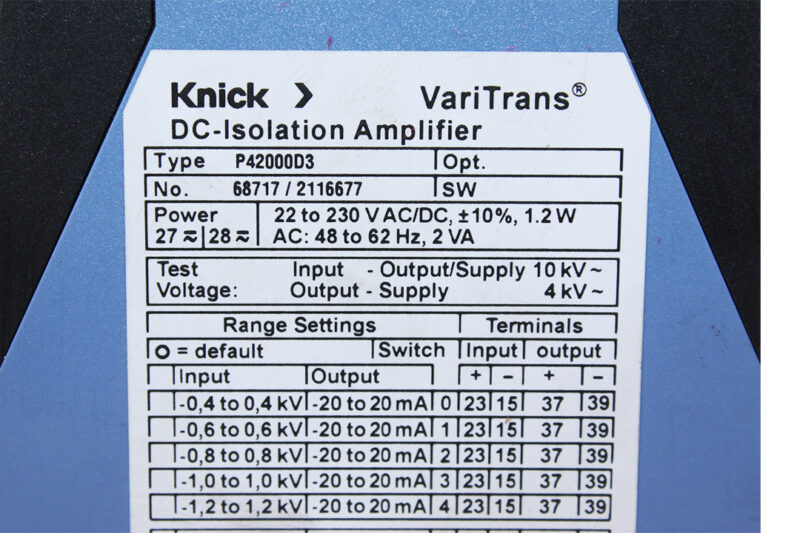 Knick > VariTrans®
DC-Isolation Amplifier
Type P42000D3 Opt.
No. 68717 / 2116677 SW
Power 22 to 230 V AC/DC, ±10%, 1.2 W
27 ≂ 28 ≂ AC: 48 to 62 Hz, 2 VA
Test Input - Output/Supply 10 kV ~
Voltage: Output - Supply 4 kV ~
Range Settings Terminals
O = default Switch Input output
Input Output + - + -
-0,4 to 0,4 kV -20 to 20 mA 0 23 15 37 39
-0,6 to 0,6 kV -20 to 20 mA 1 23 15 37 39
-0,8 to 0,8 kV -20 to 20 mA 2 23 15 37 39
-1,0 to 1,0 kV -20 to 20 mA 3 23 15 37 39
-1,2 to 1,2 kV -20 to 20 mA 4 23 15 37 39